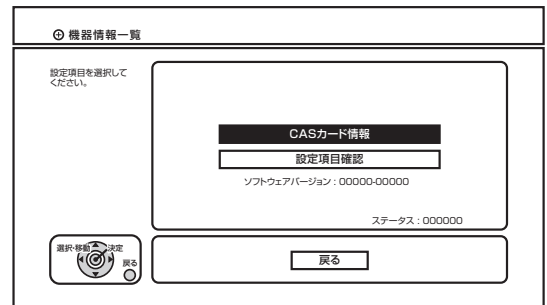 機器情報一覧
設定項目を選択して
ください。
CASカード情報
設定項目確認
ソフトウェアバージョン：00000-00000
ステータス：000000
選択・移動
決定
戻る
戻る